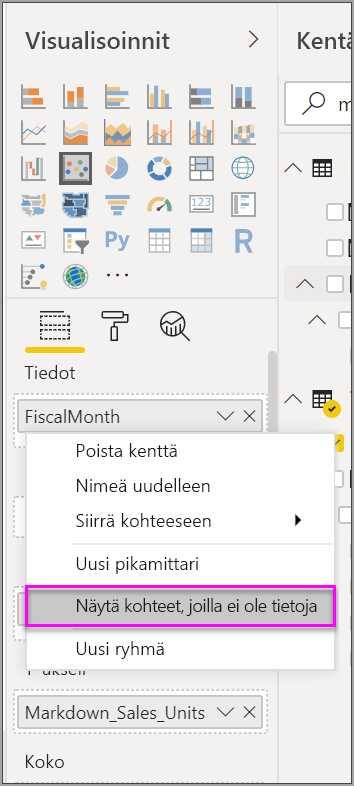 Visualisoinnit
Kentä
m
123
Py
R
Tiedot
FiscalMonth
Poista kenttä
Nimeä uudelleen
Siirrä kohteeseen
Uusi pikamittari
Näytä kohteet, joilla ei ole tietoja
Uusi ryhmä
Markdown_Sales_Units
Koko